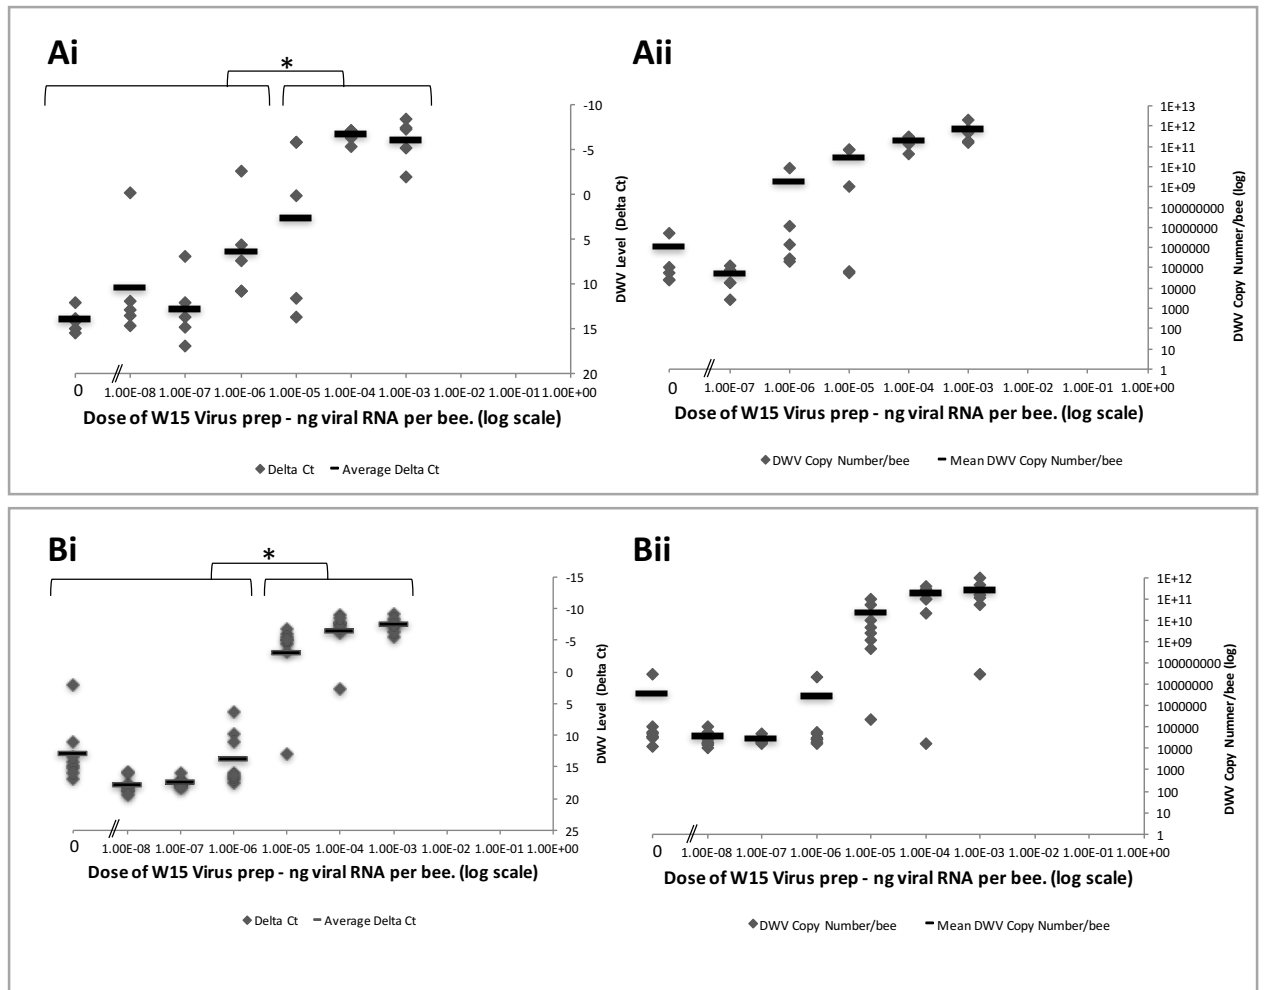 Ai
*
-10
-5
0
5
10
15
20
DWV Level (Delta Ct)
0 1.00E-08 1.00E-07 1.00E-06 1.00E-05 1.00E-04 1.00E-03 1.00E-02 1.00E-01 1.00E+00
Dose of W15 Virus prep - ng viral RNA per bee. (log scale)
Delta Ct Average Delta Ct
Aii
1E+13
1E+12
1E+11
1E+10
1E+09
100000000
10000000
1000000
100000
10000
1000
100
10
1
DWV Copy Numner/bee (log)
0 1.00E-07 1.00E-06 1.00E-05 1.00E-04 1.00E-03 1.00E-02 1.00E-01 1.00E+00
Dose of W15 Virus prep - ng viral RNA per bee. (log scale)
DWV Copy Number/bee Mean DWV Copy Number/bee
Bi
*
-15
-10
-5
0
5
10
15
20
25
DWV Level (Delta Ct)
0 1.00E-08 1.00E-07 1.00E-06 1.00E-05 1.00E-04 1.00E-03 1.00E-02 1.00E-01 1.00E+00
Dose of W15 Virus prep - ng viral RNA per bee. (log scale)
Delta Ct Average Delta Ct
Bii
1E+12
1E+11
1E+10
1E+09
100000000
10000000
1000000
100000
10000
1000
100
10
1
DWV Copy Numner/bee (log)
0 1.00E-08 1.00E-07 1.00E-06 1.00E-05 1.00E-04 1.00E-03 1.00E-02 1.00E-01 1.00E+00
Dose of W15 Virus prep - ng viral RNA per bee. (log scale)
DWV Copy Number/bee Mean DWV Copy Number/bee